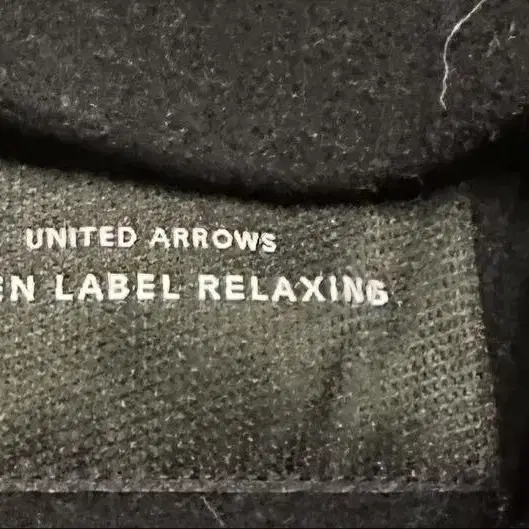 UNITED ARROWS
EN LABEL RELAXING